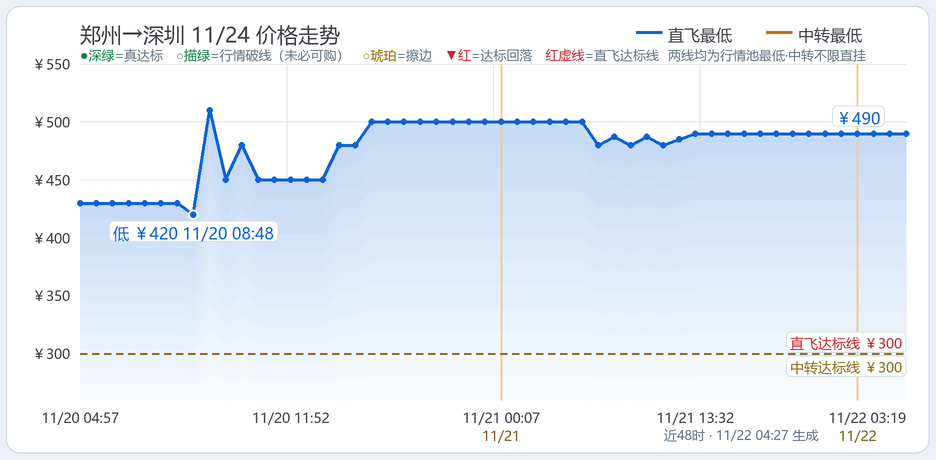 郑州→深圳 11/24 价格走势
直飞最低 中转最低
●深绿=真达标 ○描绿=行情破线（未必可购） ○琥珀=擦边 ▼红=达标回落 红虚线=直飞达标线 两线均为行情池最低·中转不限直挂
¥550
¥500
¥490
¥450
低 ¥420 11/20 08:48
¥400
¥350
直飞达标线 ¥300
¥300
中转达标线 ¥300
11/20 04:57 11/20 11:52 11/21 00:07 11/21 13:32 11/22 03:19
11/21 近48时 · 11/22 04:27 生成 11/22